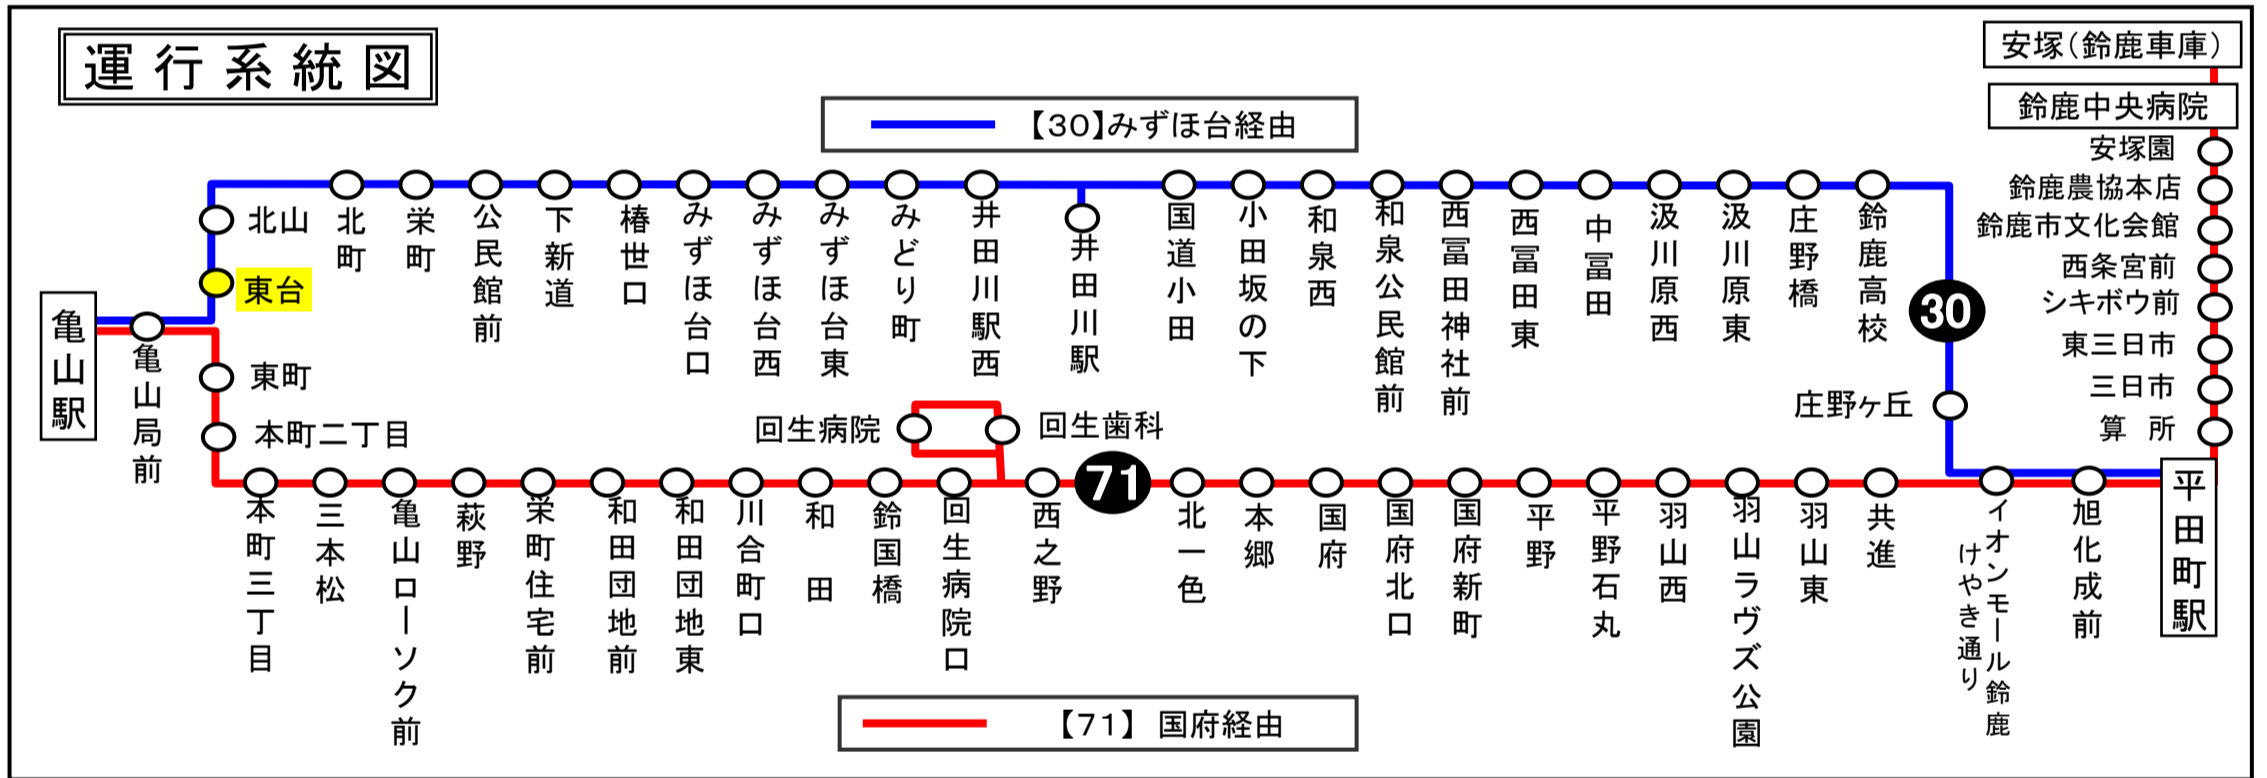 運行系統図
【30】みずほ台経由
安塚(鈴鹿車庫)
鈴鹿中央病院
安塚園
鈴鹿農協本店
鈴鹿市文化会館
西条宮前
シキボウ前
東三日市
三日市
算　所
平田町駅
亀山駅
亀山局前
東台
北山
北町
栄町
公民館前
下新道
椿世口
みずほ台口
みずほ台西
みずほ台東
みどり町
井田川駅西
井田川駅
国道小田
小田坂の下
和泉西
和泉公民館前
西冨田神社前
西冨田東
中冨田
汲川原西
汲川原東
庄野橋
鈴鹿高校
30
庄野ヶ丘
東町
本町二丁目
本町三丁目
三本松
亀山ローソク前
萩野
栄町住宅前
和田団地前
和田団地東
川合町口
和　田
鈴国橋
回生病院口
回生病院
回生歯科
西之野
71
北一色
本郷
国府
国府北口
国府新町
平野
平野石丸
羽山西
羽山ラヴズ公園
羽山東
共進
イオンモール鈴鹿
けやき通り
旭化成前
【71】 国府経由